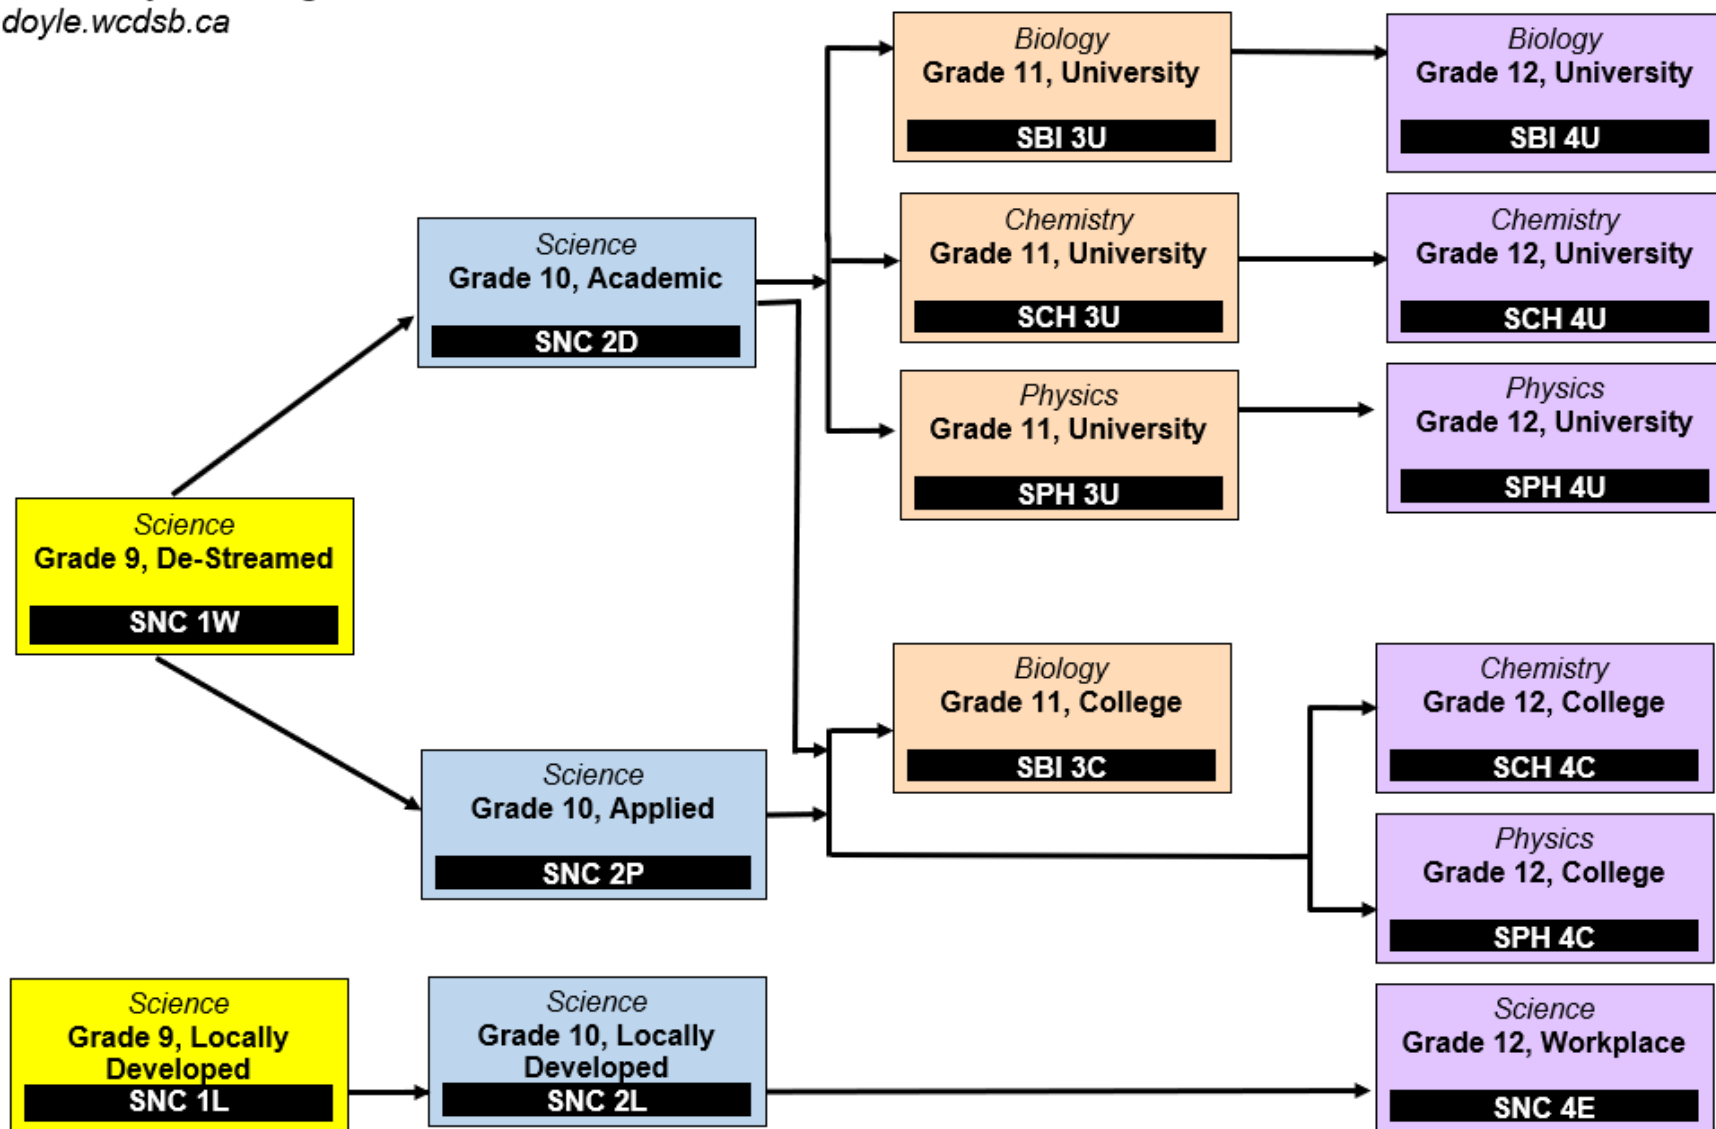 doyle.wcdsb.ca
Biology
Grade 11, University
SBI 3U
Biology
Grade 12, University
SBI 4U
Science
Grade 10, Academic
SNC 2D
Chemistry
Grade 11, University
SCH 3U
Chemistry
Grade 12, University
SCH 4U
Physics
Grade 11, University
SPH 3U
Physics
Grade 12, University
SPH 4U
Science
Grade 9, De-Streamed
SNC 1W
Biology
Grade 11, College
SBI 3C
Chemistry
Grade 12, College
SCH 4C
Science
Grade 10, Applied
SNC 2P
Physics
Grade 12, College
SPH 4C
Science
Grade 9, Locally
Developed
SNC 1L
Science
Grade 10, Locally
Developed
SNC 2L
Science
Grade 12, Workplace
SNC 4E